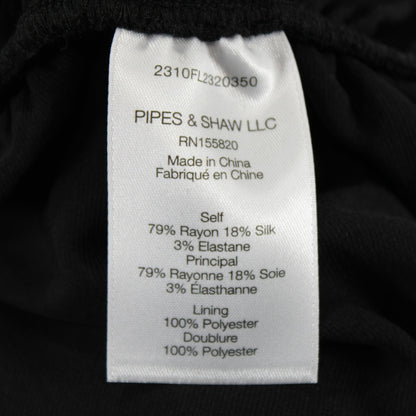 2310FL2320350
PIPES & SHAW LLC
RN155820
Made in China
Fabriqué en Chine
Self
79% Rayon 18% Silk
3% Elastane
Principal
79% Rayonne 18% Soie
3% Élasthanne
Lining
100% Polyester
Doublure
100% Polyester